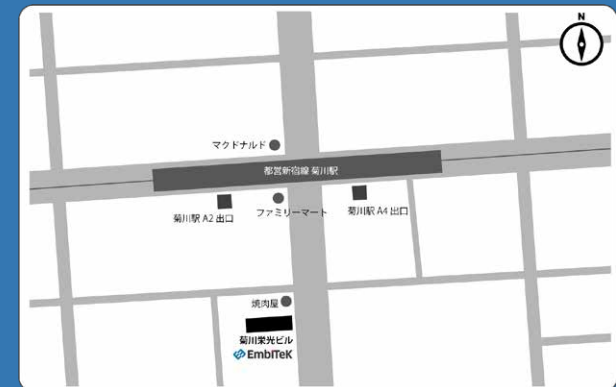 N
マクドナルド
都営新宿線 菊川駅
菊川駅 A2 出口
ファミリーマート
菊川駅 A4 出口
焼肉屋
菊川栄光ビル
EmbITeK